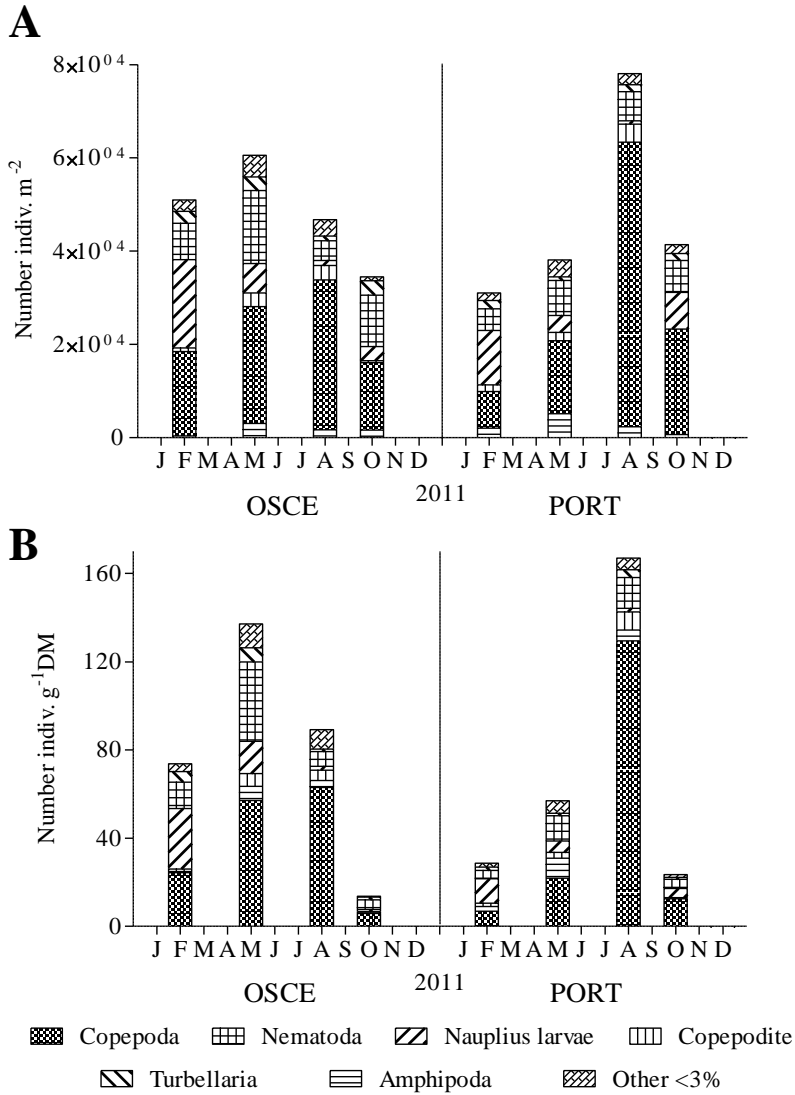 A
8×10⁰⁴
6×10⁰⁴
4×10⁰⁴
2×10⁰⁴
0
Number indiv. m⁻²
J F M A M J J A S O N D J F M A M J J A S O N D
2011
OSCE PORT
B
160
120
80
40
0
Number indiv. g⁻¹DM
J F M A M J J A S O N D J F M A M J J A S O N D
2011
OSCE PORT
Copepoda Nematoda Nauplius larvae Copepodite
Turbellaria Amphipoda Other <3%